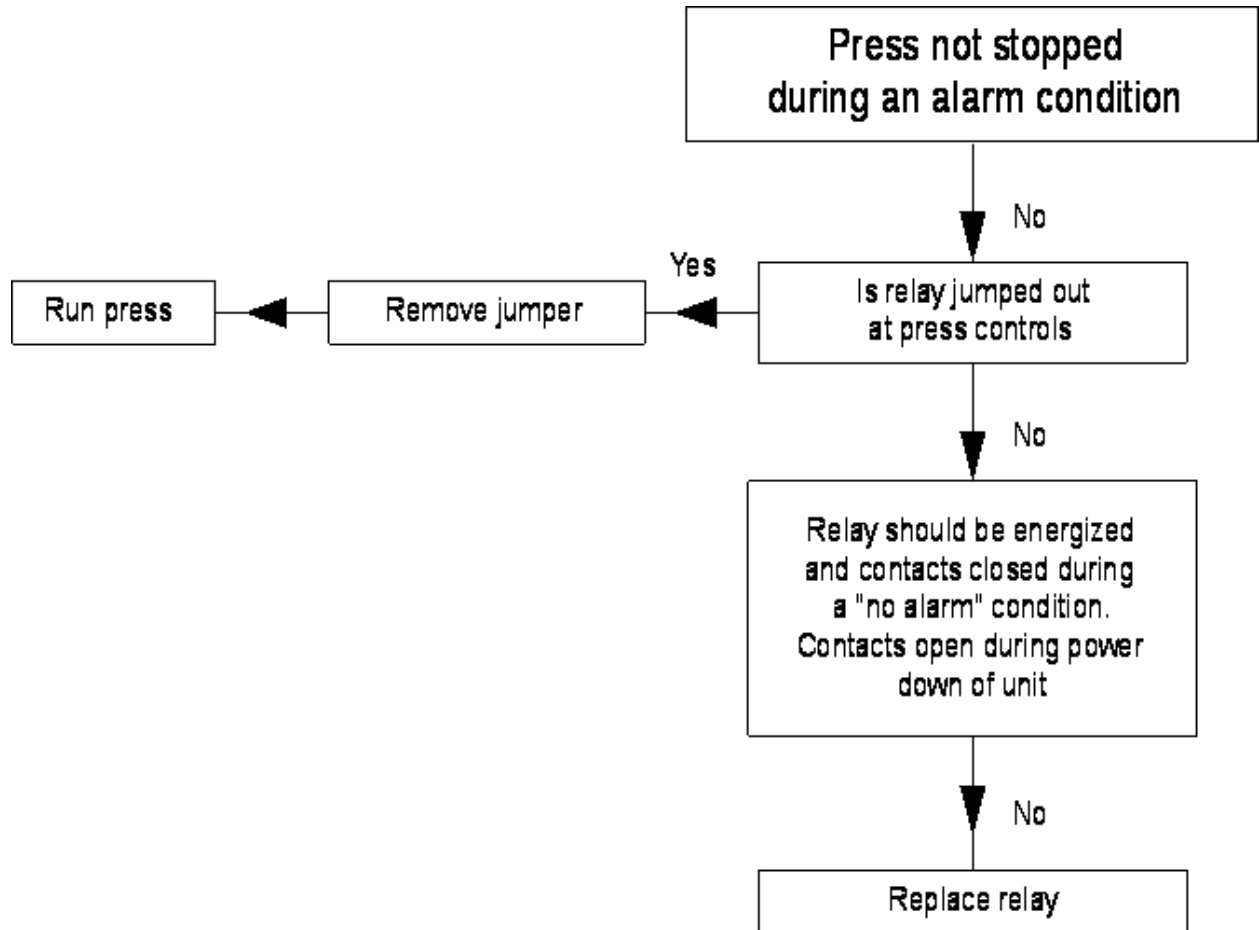 Press not stopped
during an alarm condition
No
Yes
Is relay jumped out
at press controls
Remove jumper
Run press
No
Relay should be energized
and contacts closed during
a "no alarm" condition.
Contacts open during power
down of unit
No
Replace relay